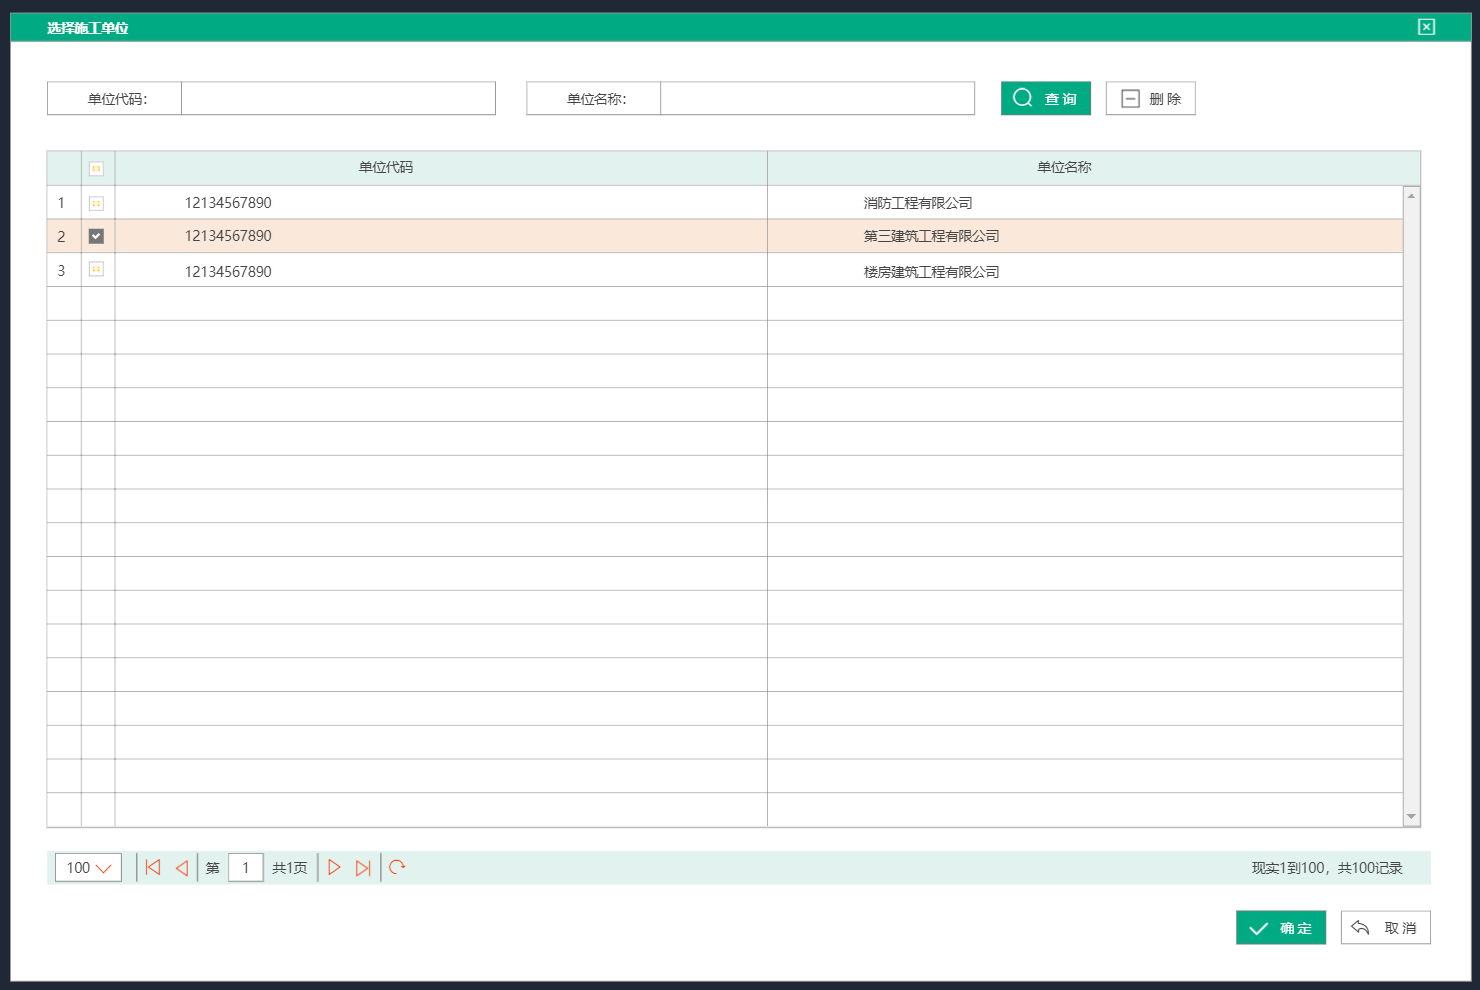 选择施工单位
单位代码： 单位名称： 查询 删除
单位代码 单位名称
1 12134567890 消防工程有限公司
2 12134567890 第三建筑工程有限公司
3 12134567890 楼房建筑工程有限公司
100 第 1 共1页 现实1到100，共100记录
确定 取消